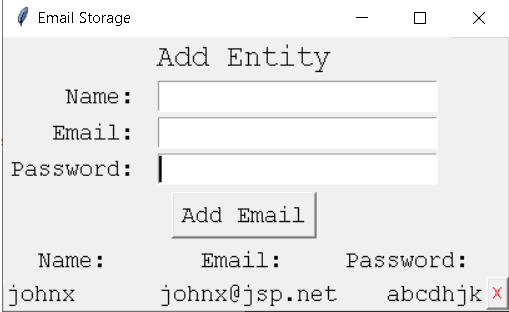 Email Storage
Add Entity
Name:
Email:
Password:
Add Email
Name: Email: Password:
johnx johnx@jsp.net abcdhjk X